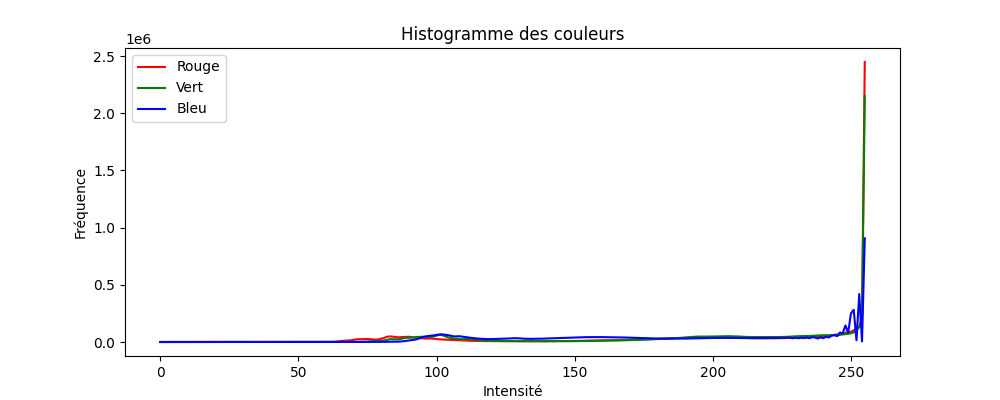 Histogramme des couleurs
1e6
2.5
2.0
1.5
1.0
0.5
0.0
Fréquence
Rouge
Vert
Bleu
0 50 100 150 200 250
Intensité